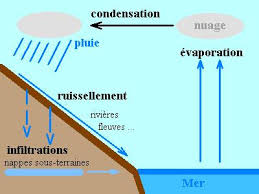 condensation
nuage
pluie
évaporation
ruissellement
rivières
fleuves ...
infiltrations
nappes sous-terraines
Mer